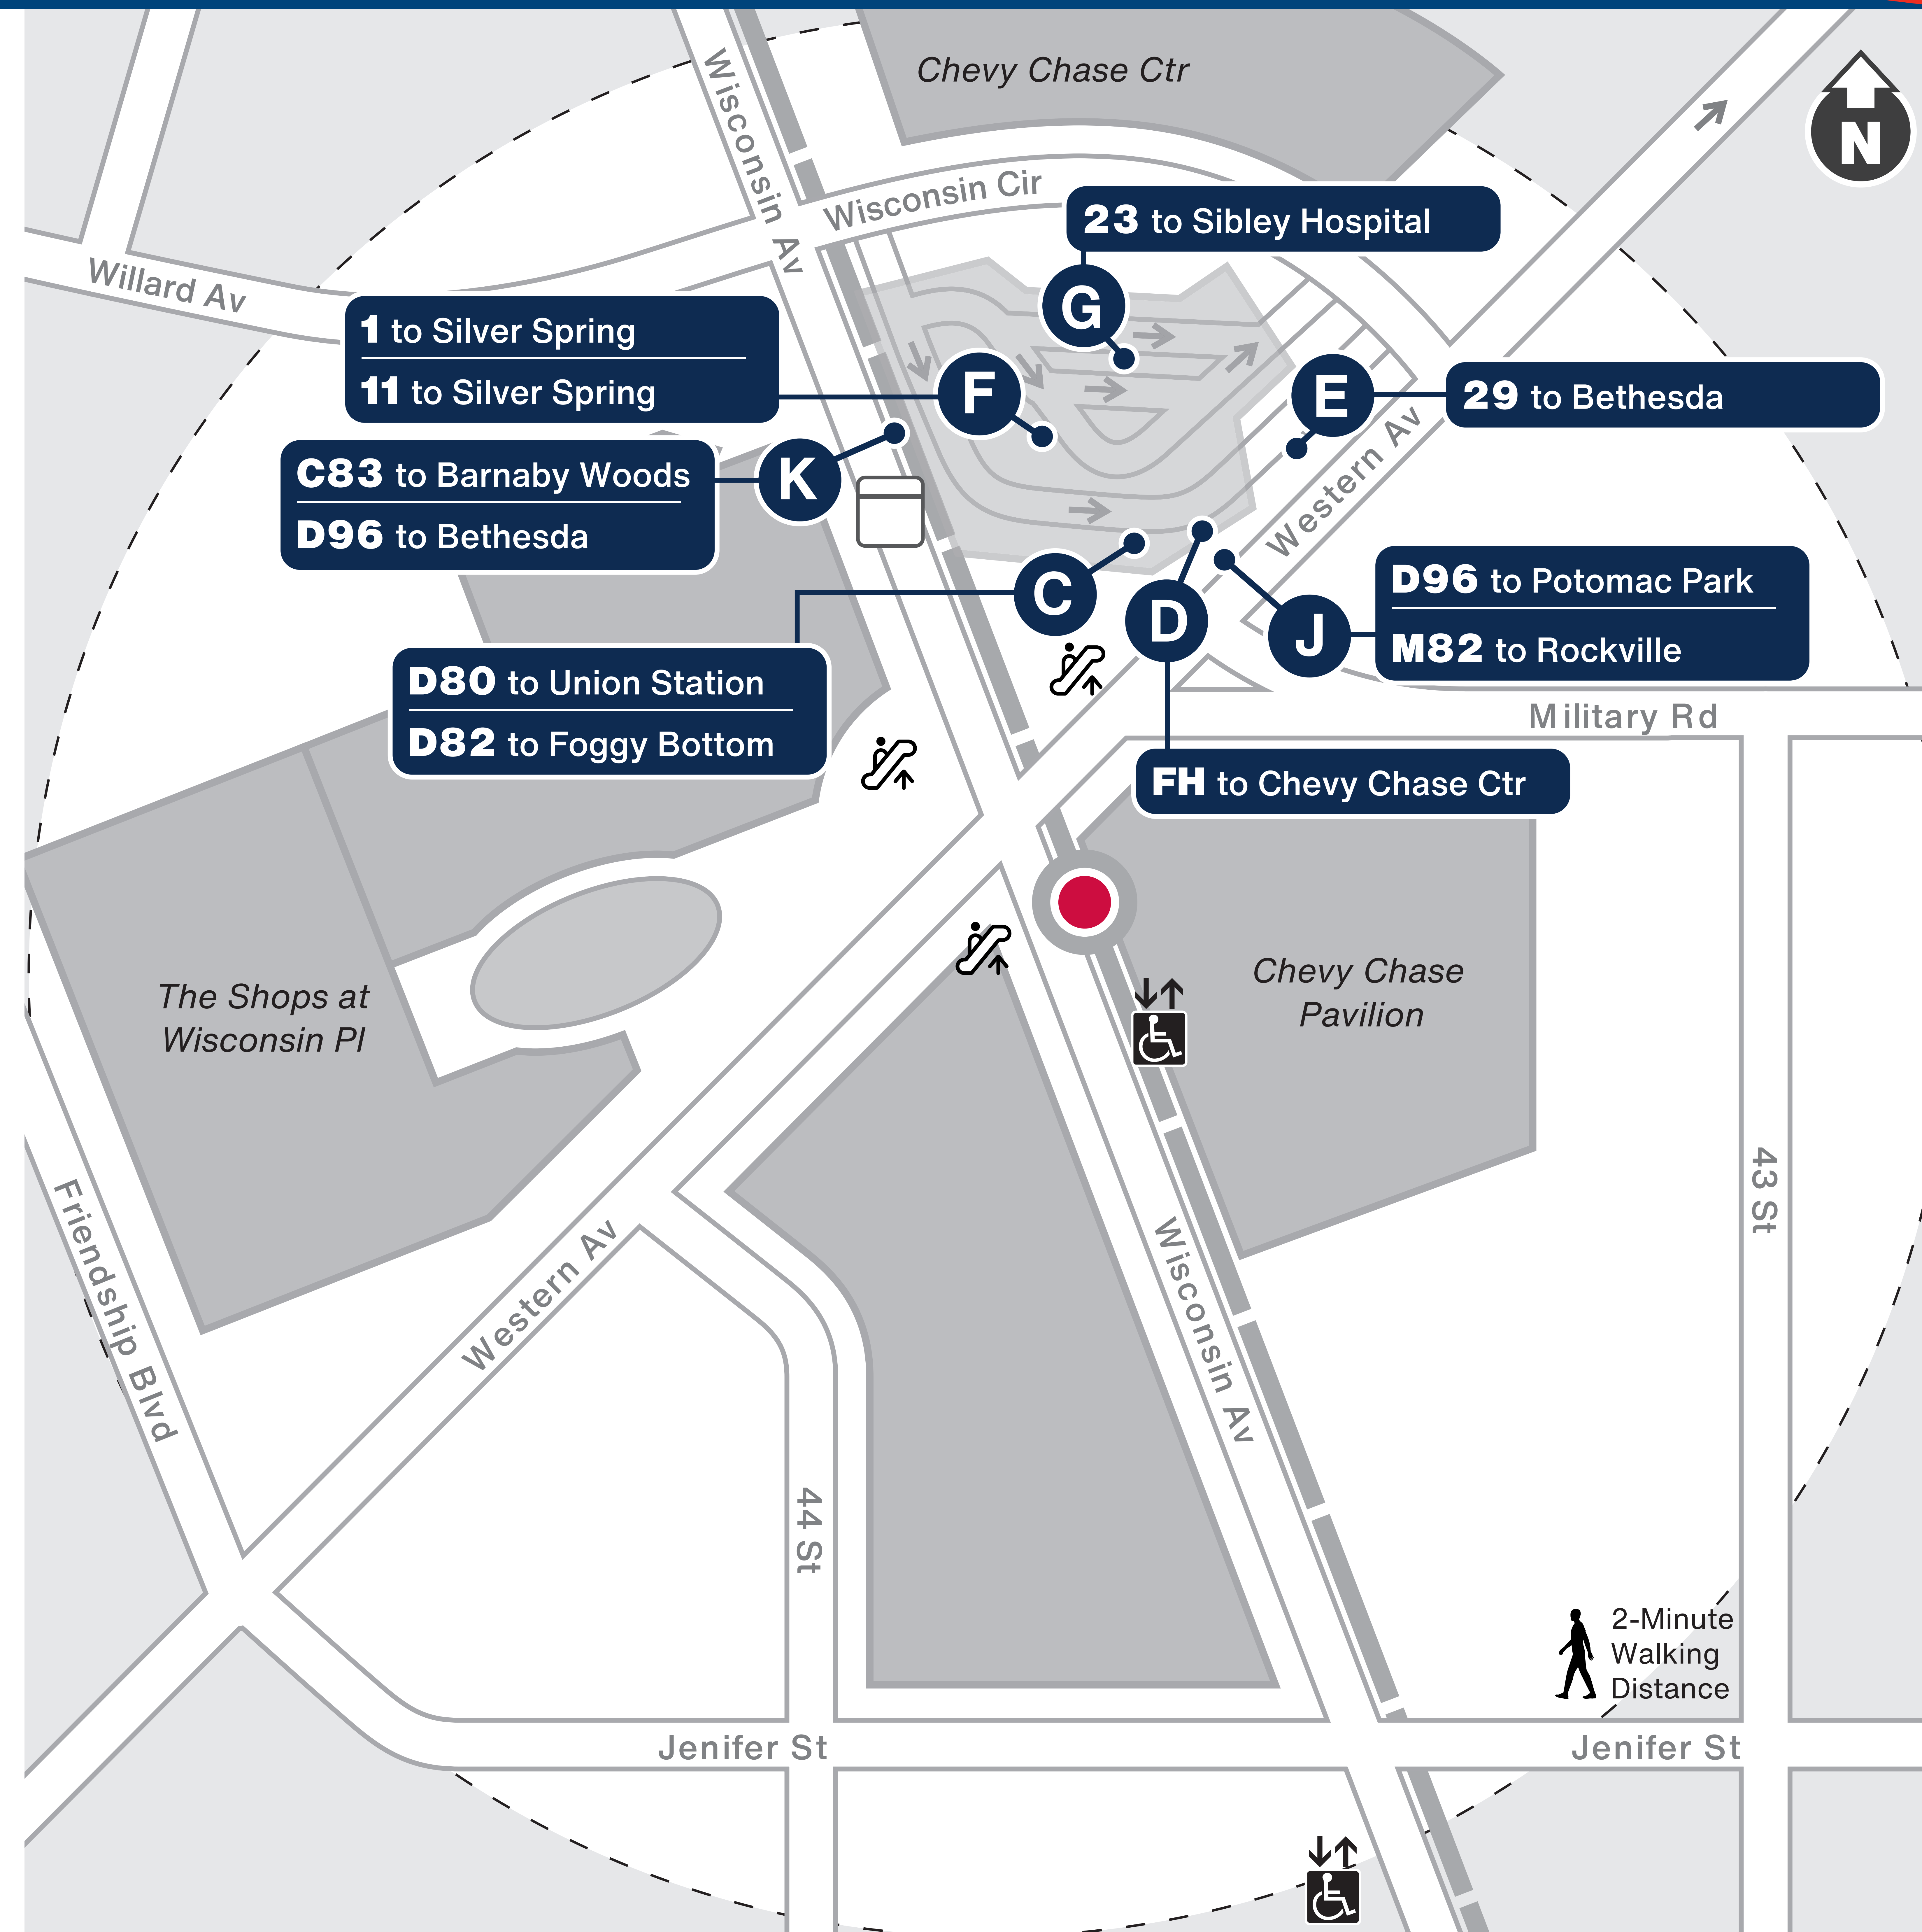 Chevy Chase Ctr
N
Wisconsin Av
Wisconsin Cir
23 to Sibley Hospital
G
Willard Av
1 to Silver Spring
11 to Silver Spring
F
E
29 to Bethesda
Western Av
K
C83 to Barnaby Woods
D96 to Bethesda
C
D
J
D96 to Potomac Park
M82 to Rockville
D80 to Union Station
D82 to Foggy Bottom
Military Rd
FH to Chevy Chase Ctr
Chevy Chase
Pavilion
The Shops at
Wisconsin Pl
43 St
Friendship Blvd
Western Av
Wisconsin Av
44 St
2-Minute
Walking
Distance
Jenifer St
Jenifer St